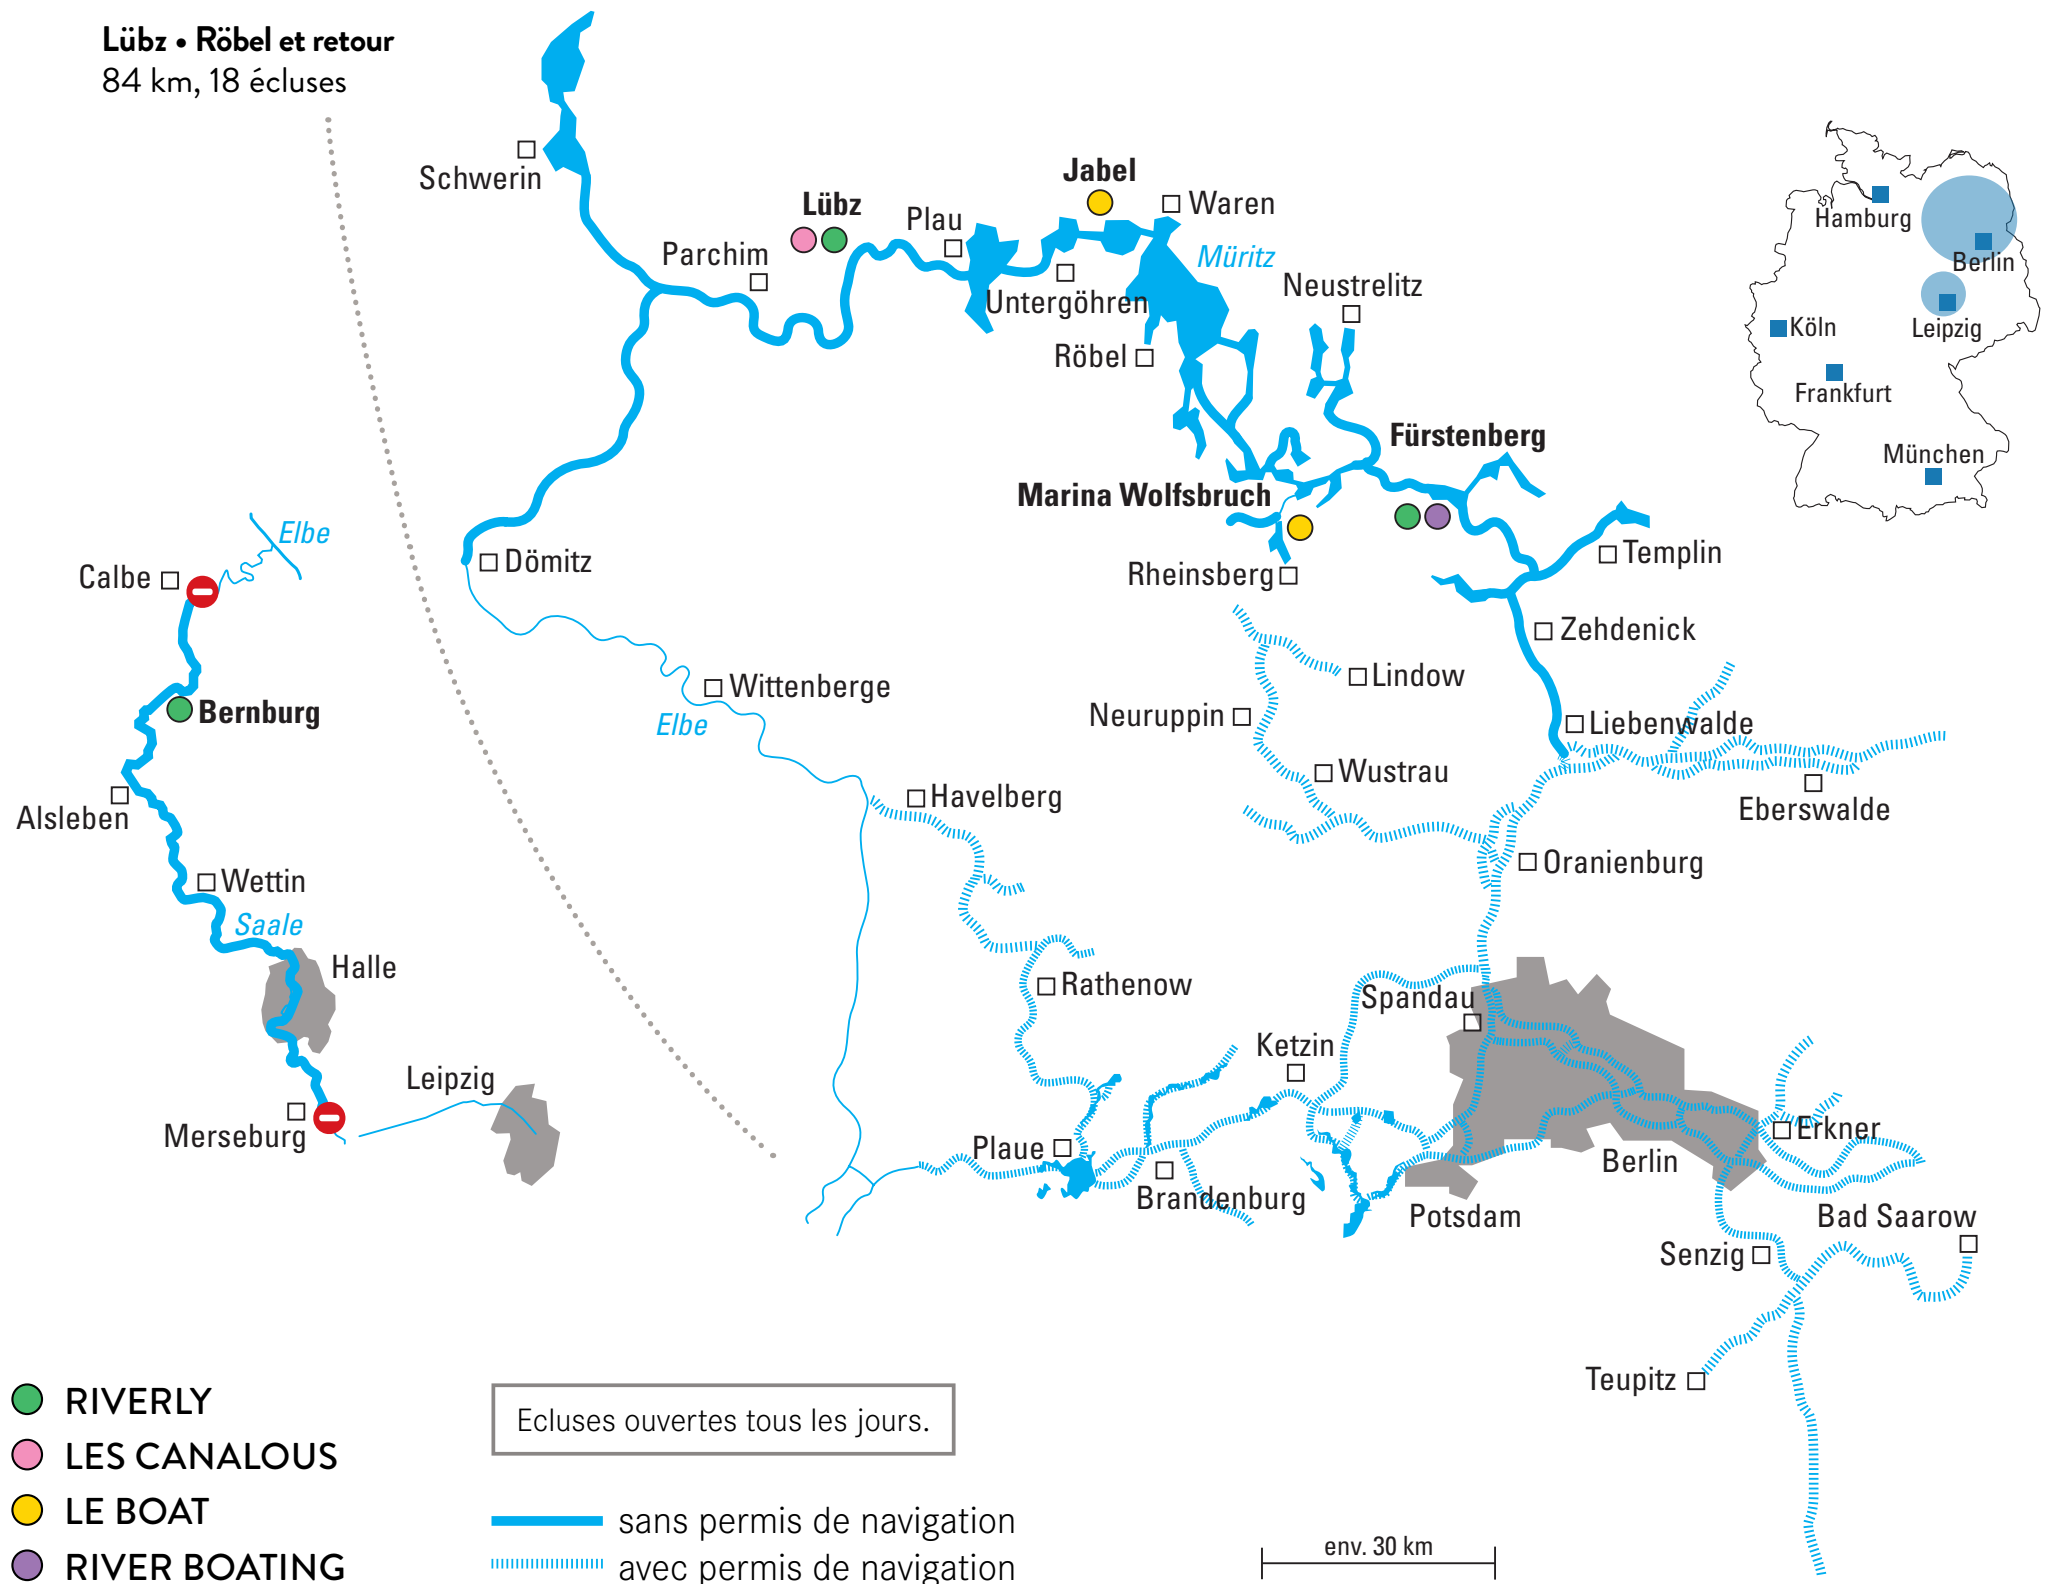 Lübz • Röbel et retour
84 km, 18 écluses
Schwerin
Parchim
Lübz
Plau
Jabel
Waren
Müritz
Untergöhren
Röbel
Neustrelitz
Fürstenberg
Marina Wolfsbruch
Rheinsberg
Templin
Zehdenick
Dömitz
Elbe
Calbe
Bernburg
Alsleben
Wettin
Saale
Halle
Leipzig
Merseburg
Wittenberge
Elbe
Havelberg
Rathenow
Lindow
Neuruppin
Wustrau
Liebenwalde
Eberswalde
Oranienburg
Spandau
Ketzin
Plaue
Brandenburg
Potsdam
Berlin
Erkner
Bad Saarow
Senzig
Teupitz
Hamburg
Berlin
Leipzig
Köln
Frankfurt
München
RIVERLY
LES CANALOUS
LE BOAT
RIVER BOATING
Ecluses ouvertes tous les jours.
sans permis de navigation
avec permis de navigation
env. 30 km